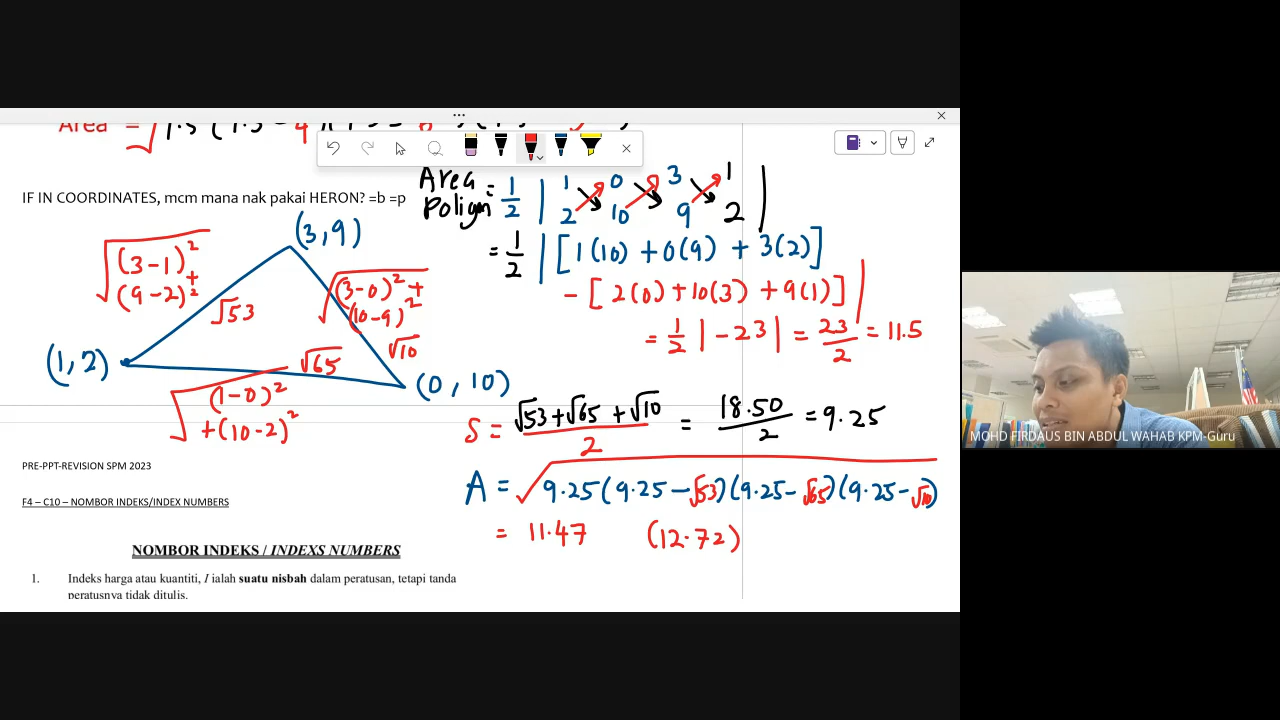 Area =
IF IN COORDINATES, mcm mana nak pakai HERON? =b =p
(3, 9)
√(3-1)² + (9-2)²
√53
√(3-0)² + (10-9)²
√10
(1, 2)
√65
(0, 10)
√(1-0)² + (10-2)²
Area Poligon = 1/2 | 1 0 3 1
2 10 9 2 |
= 1/2 | [1(10) + 0(9) + 3(2)]
- [2(0) + 10(3) + 9(1)] |
= 1/2 | -23 | = 23/2 = 11.5
S = √53 + √65 + √10 / 2 = 18.50 / 2 = 9.25
A = √9.25(9.25 - √53)(9.25 - √65)(9.25 - √10)
= 11.47 (12.72)
PRE-PPT-REVISION SPM 2023
F4 – C10 – NOMBOR INDEKS/INDEX NUMBERS
NOMBOR INDEKS / INDEXS NUMBERS
1. Indeks harga atau kuantiti, I ialah suatu nisbah dalam peratusan, tetapi tanda
peratusnya tidak ditulis.
MOHD FIRDAUS BIN ABDUL WAHAB KPM-Guru